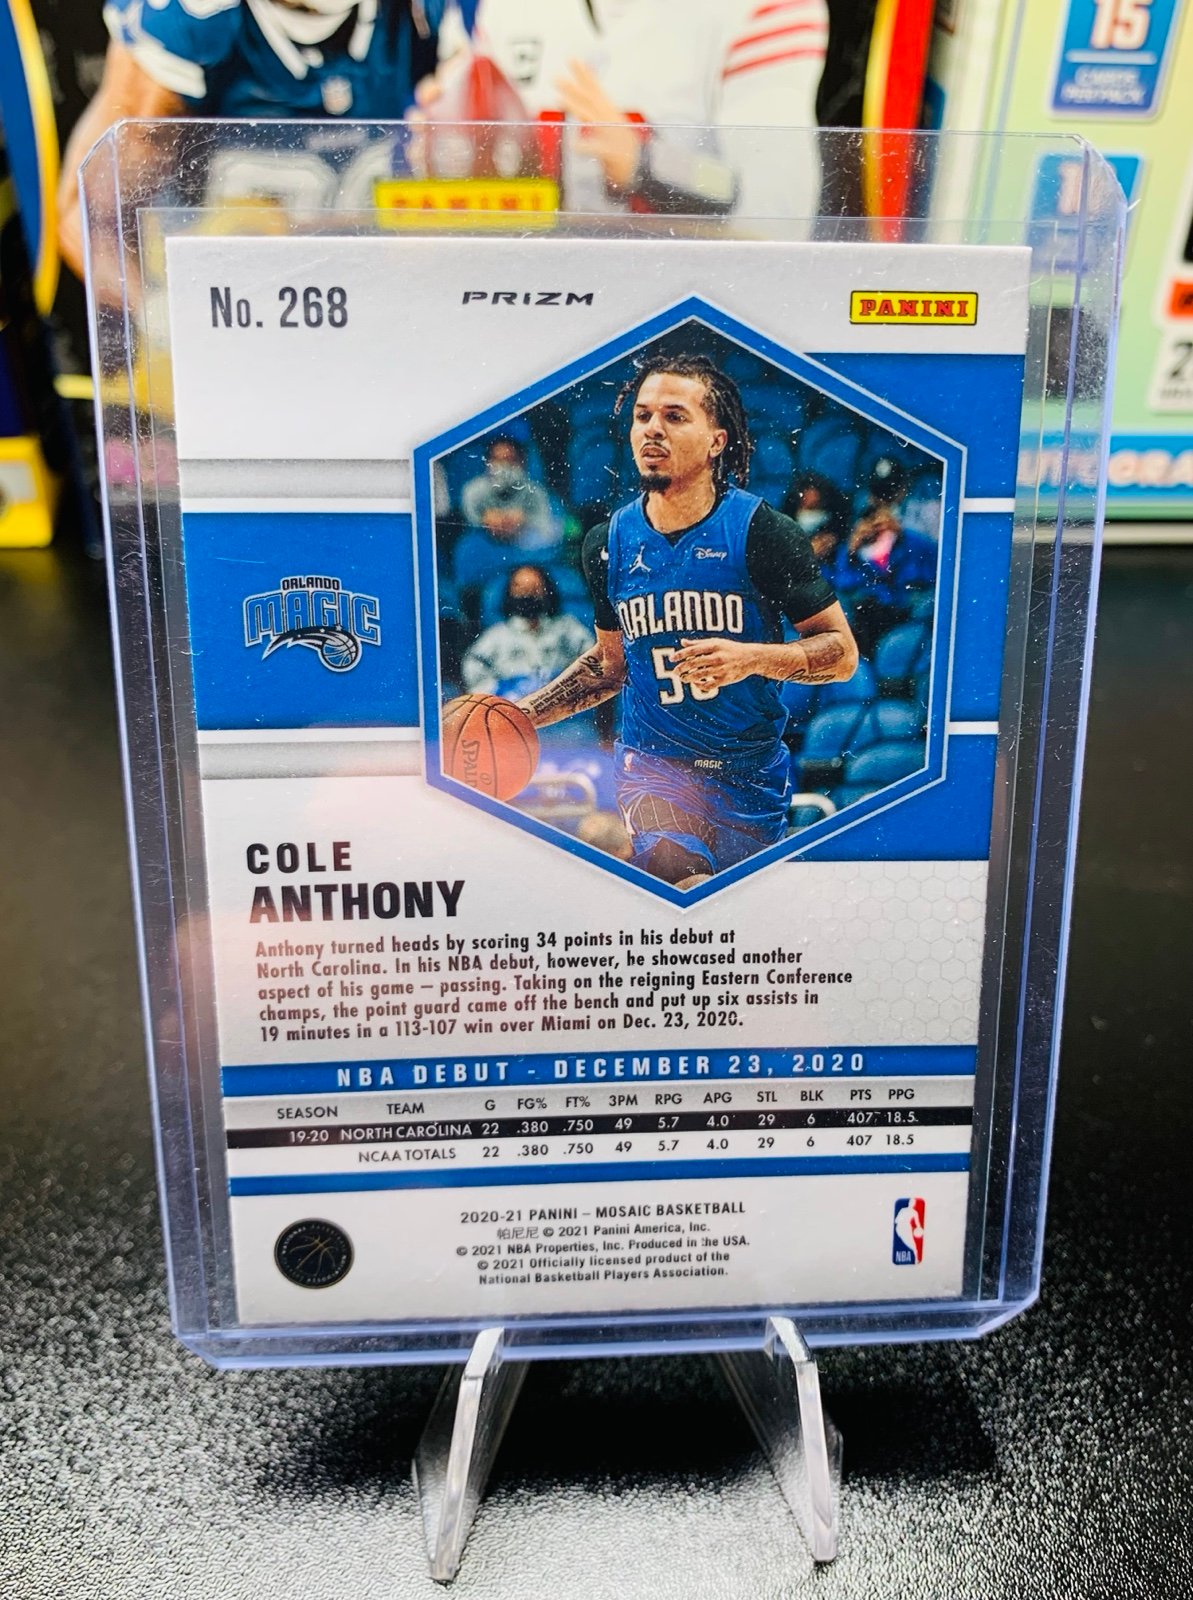 15
CARDS
PER PACK
PANINI
No. 268
PRIZM
PANINI
Disney
ORLANDO
50
MAGIC
SPALDING
ORLANDO
MAGIC
COLE
ANTHONY
Anthony turned heads by scoring 34 points in his debut at
North Carolina. In his NBA debut, however, he showcased another
aspect of his game – passing. Taking on the reigning Eastern Conference
champs, the point guard came off the bench and put up six assists in
19 minutes in a 113-107 win over Miami on Dec. 23, 2020.
NBA DEBUT - DECEMBER 23, 2020
SEASON TEAM G FG% FT% 3PM RPG APG STL BLK PTS PPG
19-20 NORTH CAROLINA 22 .380 .750 49 5.7 4.0 29 6 407 18.5
NCAA TOTALS 22 .380 .750 49 5.7 4.0 29 6 407 18.5
2020-21 PANINI – MOSAIC BASKETBALL
帕尼尼 © 2021 Panini America, Inc.
© 2021 NBA Properties, Inc. Produced in the USA.
© 2021 Officially licensed product of the
National Basketball Players Association.
NBA